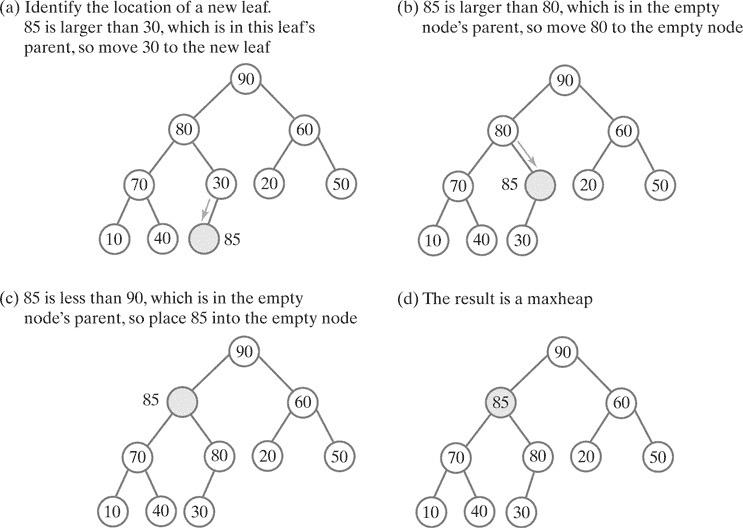 (a) Identify the location of a new leaf.
85 is larger than 30, which is in this leaf's
parent, so move 30 to the new leaf
90
80 60
70 30 20 50
10 40 85
(b) 85 is larger than 80, which is in the empty
node's parent, so move 80 to the empty node
90
80 60
70 85 20 50
10 40 30
(c) 85 is less than 90, which is in the empty
node's parent, so place 85 into the empty node
90
85 60
70 80 20 50
10 40 30
(d) The result is a maxheap
90
85 60
70 80 20 50
10 40 30